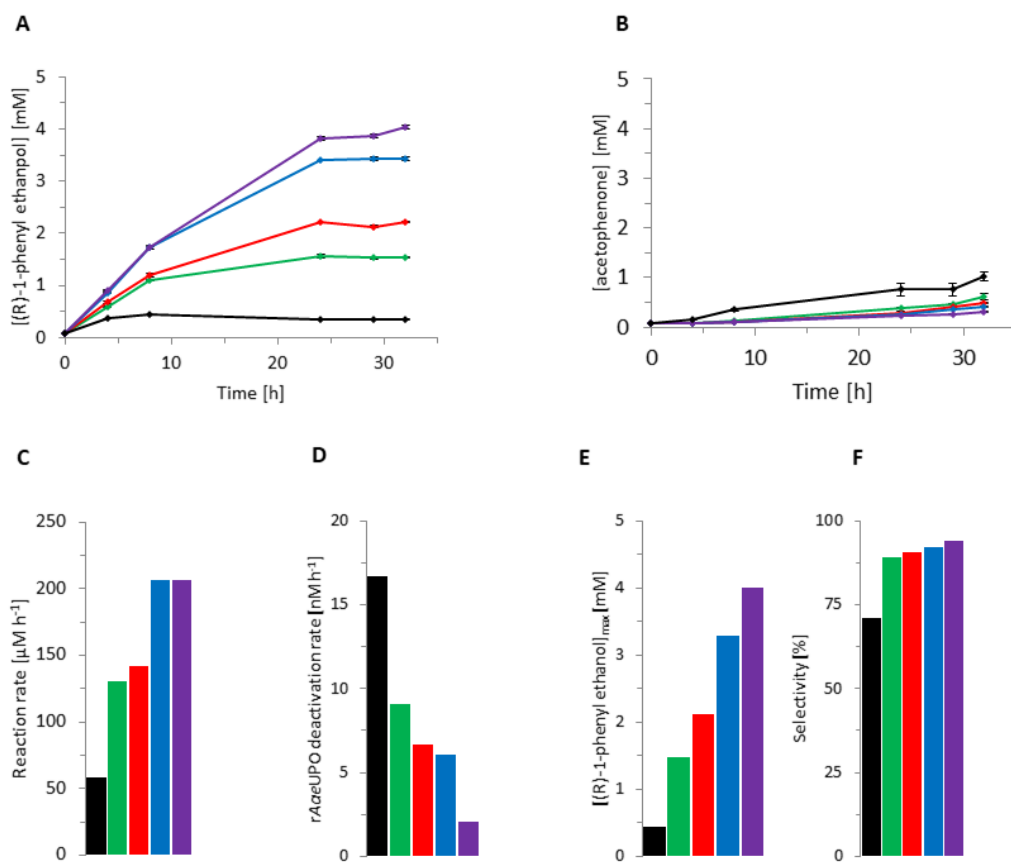 A
B
[(R)-1-phenyl ethanpol] [mM]
5
4
3
2
1
0
0 10 20 30
Time [h]
[acetophenone] [mM]
5
4
3
2
1
0
0 10 20 30
Time [h]
C
D
E
F
Reaction rate [µM h-1]
250
200
150
100
50
0
rAaeUPO deactivation rate [nM h-1]
20
15
10
5
0
[(R)-1-phenyl ethanol]max [mM]
5
4
3
2
1
0
Selectivity [%]
100
75
50
25
0